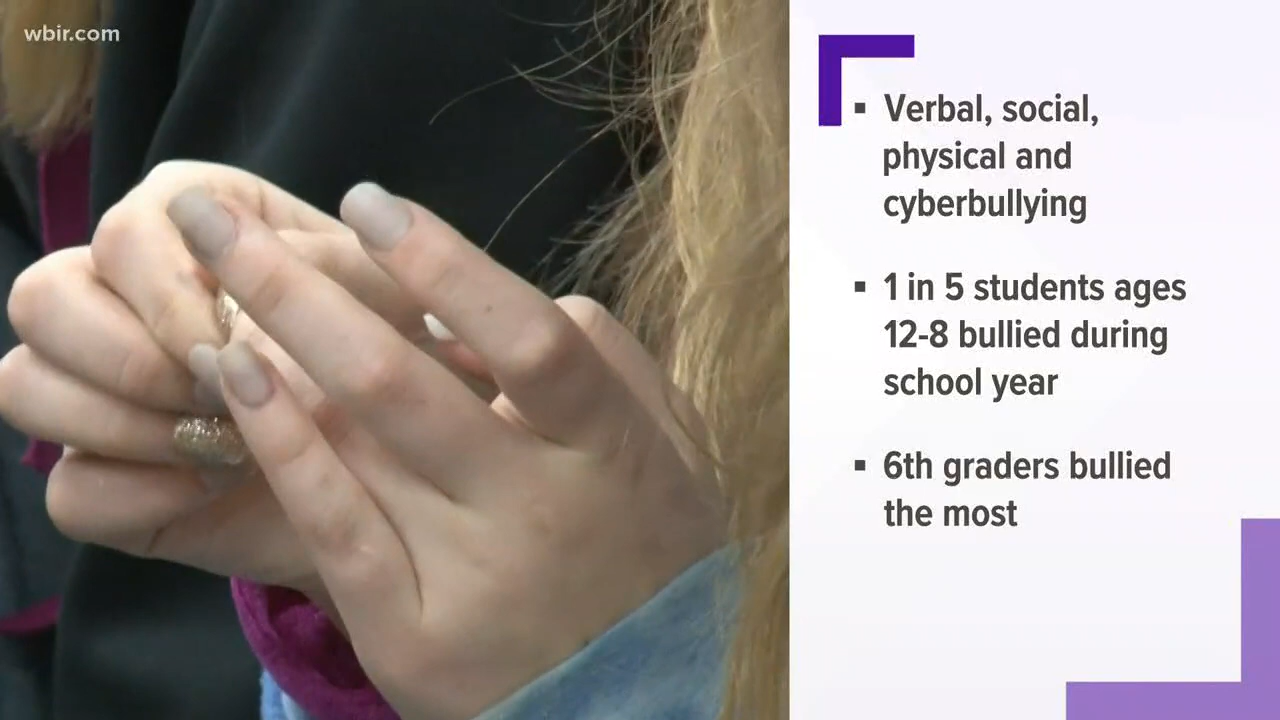 wbir.com
▪ Verbal, social,
physical and
cyberbullying
▪ 1 in 5 students ages
12-8 bullied during
school year
▪ 6th graders bullied
the most